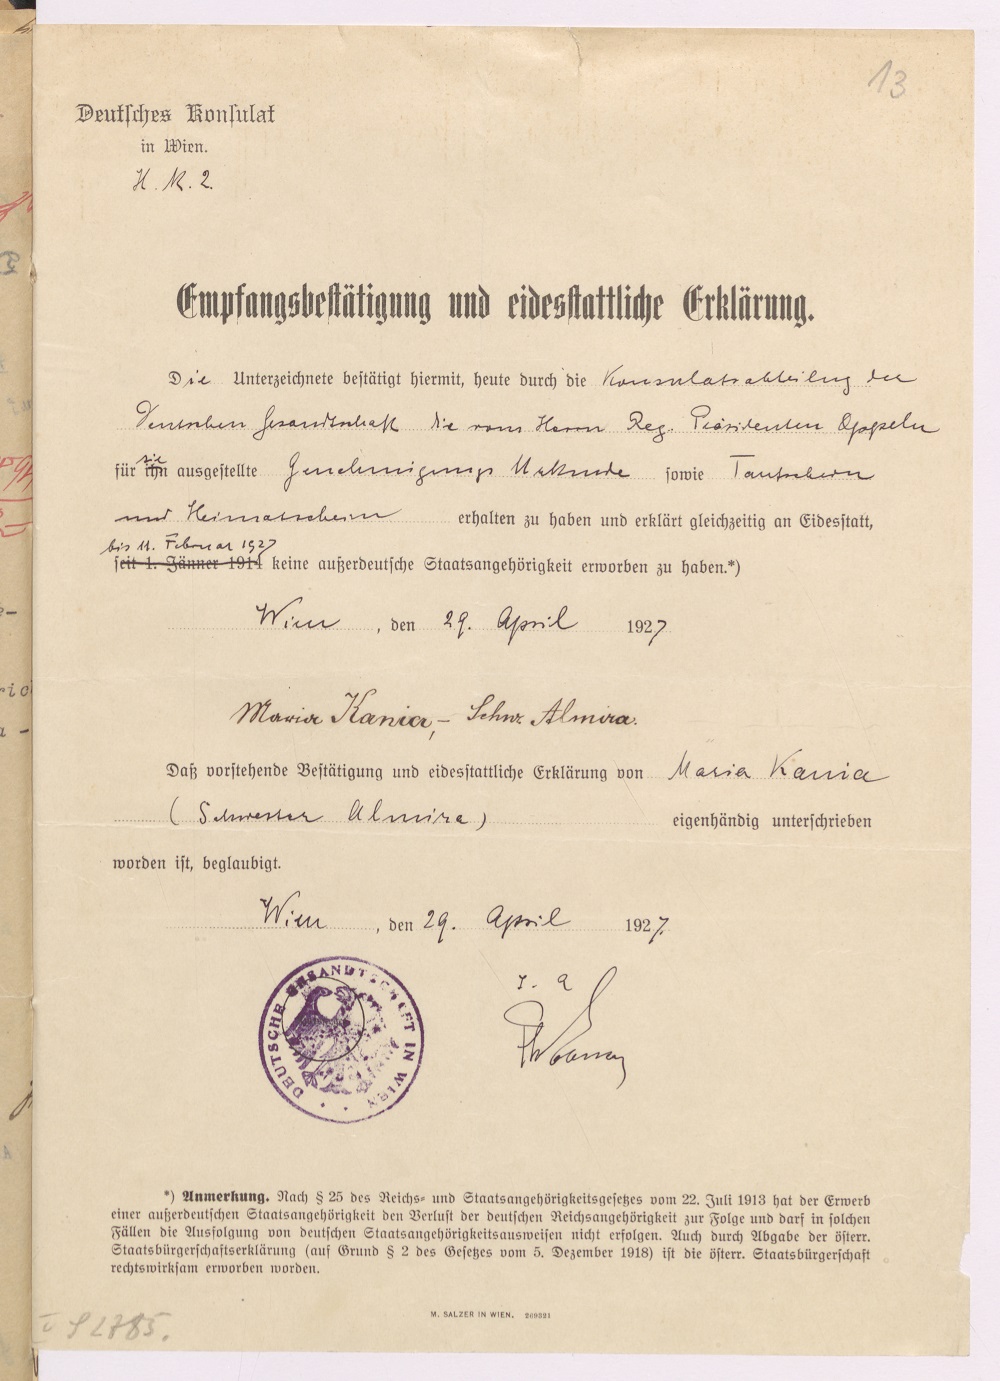 13
Deutsches Konsulat
in Wien.
H. K. 2.
Empfangsbestätigung und eidesstattliche Erklärung.
Die Unterzeichnete bestätigt hiermit, heute durch die Konsulatsabteilung der
Deutschen Gesandtschaft die vom Herrn Reg. Präsidenten Oppeln
sie
für ihn ausgestellte Genehmigungs Urkunde sowie Taufschein
und Heimatschein erhalten zu haben und erklärt gleichzeitig an Eidesstatt,
bis 11. Februar 1927
seit 1. Jänner 1914 keine außerdeutsche Staatsangehörigkeit erworben zu haben.*)
Wien, den 29. April 1927
Maria Kania, – Schw. Almira.
Daß vorstehende Bestätigung und eidesstattliche Erklärung von Maria Kania
(Schwester Almira) eigenhändig unterschrieben
worden ist, beglaubigt.
Wien, den 29. April 1927.
DEUTSCHE GESANDTSCHAFT IN WIEN
I. A
*) Anmerkung. Nach § 25 des Reichs- und Staatsangehörigkeitsgesetzes vom 22. Juli 1913 hat der Erwerb
einer außerdeutschen Staatsangehörigkeit den Verlust der deutschen Reichsangehörigkeit zur Folge und darf in solchen
Fällen die Ausfolgung von deutschen Staatsangehörigkeitsausweisen nicht erfolgen. Auch durch Abgabe der österr.
Staatsbürgerschaftserklärung (auf Grund § 2 des Gesetzes vom 5. Dezember 1918) ist die österr. Staatsbürgerschaft
rechtswirksam erworben worden.
M. SALZER IN WIEN.
2785.